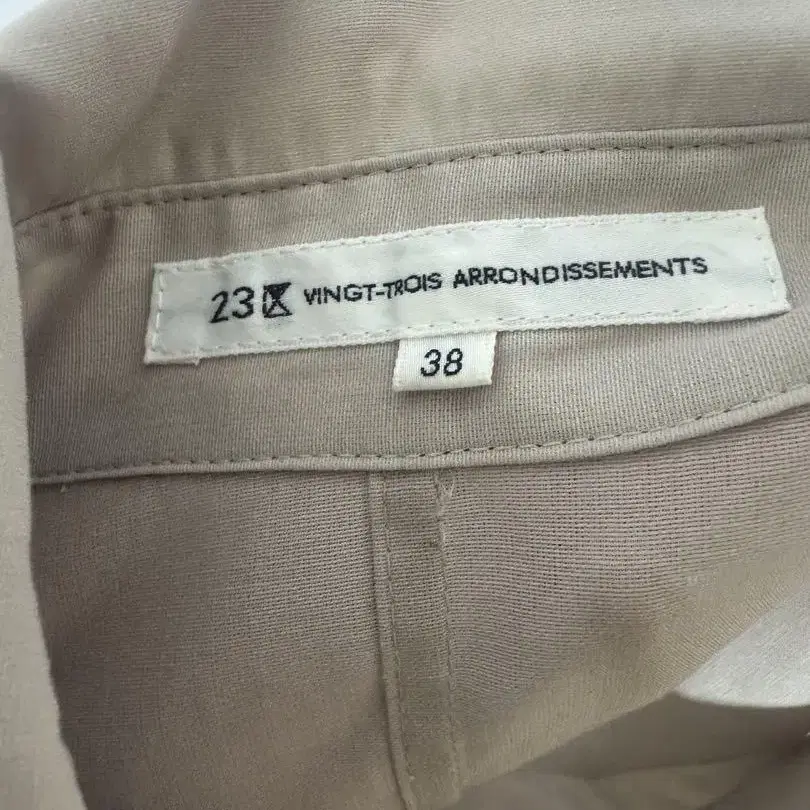 23区 VINGT-TROIS ARRONDISSEMENTS
38